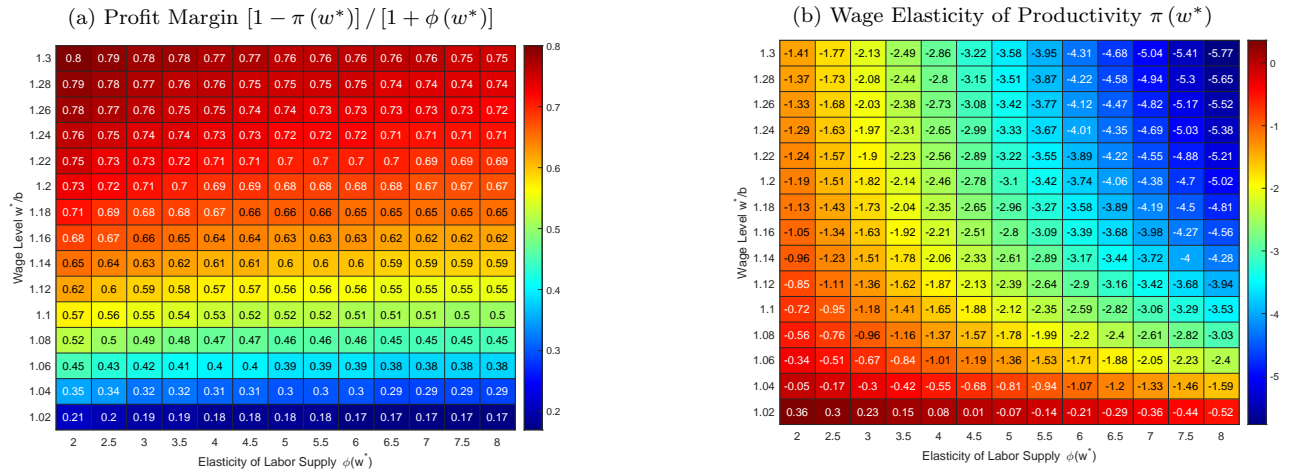 (a) Profit Margin [1 − π (w*)] / [1 + ϕ (w*)]
1.3 0.8 0.79 0.78 0.78 0.77 0.77 0.76 0.76 0.76 0.76 0.76 0.75 0.75
1.28 0.79 0.78 0.77 0.76 0.76 0.76 0.75 0.75 0.75 0.75 0.74 0.74 0.74
1.26 0.78 0.77 0.76 0.75 0.75 0.74 0.74 0.73 0.73 0.73 0.73 0.73 0.72
1.24 0.76 0.75 0.74 0.74 0.73 0.73 0.72 0.72 0.72 0.71 0.71 0.71 0.71
1.22 0.75 0.73 0.73 0.72 0.71 0.71 0.7 0.7 0.7 0.7 0.69 0.69 0.69
1.2 0.73 0.72 0.71 0.7 0.69 0.69 0.68 0.68 0.68 0.68 0.67 0.67 0.67
1.18 0.71 0.69 0.68 0.68 0.67 0.66 0.66 0.66 0.65 0.65 0.65 0.65 0.65
1.16 0.68 0.67 0.66 0.65 0.64 0.64 0.63 0.63 0.63 0.62 0.62 0.62 0.62
1.14 0.65 0.64 0.63 0.62 0.61 0.61 0.6 0.6 0.6 0.59 0.59 0.59 0.59
1.12 0.62 0.6 0.59 0.58 0.57 0.57 0.56 0.56 0.56 0.55 0.55 0.55 0.55
1.1 0.57 0.56 0.55 0.54 0.53 0.52 0.52 0.52 0.51 0.51 0.51 0.5 0.5
1.08 0.52 0.5 0.49 0.48 0.47 0.47 0.46 0.46 0.46 0.45 0.45 0.45 0.45
1.06 0.45 0.43 0.42 0.41 0.4 0.4 0.39 0.39 0.39 0.38 0.38 0.38 0.38
1.04 0.35 0.34 0.32 0.32 0.31 0.31 0.3 0.3 0.3 0.29 0.29 0.29 0.29
1.02 0.21 0.2 0.19 0.19 0.18 0.18 0.18 0.18 0.17 0.17 0.17 0.17 0.17
2 2.5 3 3.5 4 4.5 5 5.5 6 6.5 7 7.5 8
Elasticity of Labor Supply ϕ(w*)
Wage Level w*/b
0.8
0.7
0.6
0.5
0.4
0.3
0.2
(b) Wage Elasticity of Productivity π (w*)
1.3 -1.41 -1.77 -2.13 -2.49 -2.86 -3.22 -3.58 -3.95 -4.31 -4.68 -5.04 -5.41 -5.77
1.28 -1.37 -1.73 -2.08 -2.44 -2.8 -3.15 -3.51 -3.87 -4.22 -4.58 -4.94 -5.3 -5.65
1.26 -1.33 -1.68 -2.03 -2.38 -2.73 -3.08 -3.42 -3.77 -4.12 -4.47 -4.82 -5.17 -5.52
1.24 -1.29 -1.63 -1.97 -2.31 -2.65 -2.99 -3.33 -3.67 -4.01 -4.35 -4.69 -5.03 -5.38
1.22 -1.24 -1.57 -1.9 -2.23 -2.56 -2.89 -3.22 -3.55 -3.89 -4.22 -4.55 -4.88 -5.21
1.2 -1.19 -1.51 -1.82 -2.14 -2.46 -2.78 -3.1 -3.42 -3.74 -4.06 -4.38 -4.7 -5.02
1.18 -1.13 -1.43 -1.73 -2.04 -2.35 -2.65 -2.96 -3.27 -3.58 -3.89 -4.19 -4.5 -4.81
1.16 -1.05 -1.34 -1.63 -1.92 -2.21 -2.51 -2.8 -3.09 -3.39 -3.68 -3.98 -4.27 -4.56
1.14 -0.96 -1.23 -1.51 -1.78 -2.06 -2.33 -2.61 -2.89 -3.17 -3.44 -3.72 -4 -4.28
1.12 -0.85 -1.11 -1.36 -1.62 -1.87 -2.13 -2.39 -2.64 -2.9 -3.16 -3.42 -3.68 -3.94
1.1 -0.72 -0.95 -1.18 -1.41 -1.65 -1.88 -2.12 -2.35 -2.59 -2.82 -3.06 -3.29 -3.53
1.08 -0.56 -0.76 -0.96 -1.16 -1.37 -1.57 -1.78 -1.99 -2.2 -2.4 -2.61 -2.82 -3.03
1.06 -0.34 -0.51 -0.67 -0.84 -1.01 -1.19 -1.36 -1.53 -1.71 -1.88 -2.05 -2.23 -2.4
1.04 -0.05 -0.17 -0.3 -0.42 -0.55 -0.68 -0.81 -0.94 -1.07 -1.2 -1.33 -1.46 -1.59
1.02 0.36 0.3 0.23 0.15 0.08 0.01 -0.07 -0.14 -0.21 -0.29 -0.36 -0.44 -0.52
2 2.5 3 3.5 4 4.5 5 5.5 6 6.5 7 7.5 8
Elasticity of Labor Supply ϕ(w*)
Wage Level w*/b
0
-1
-2
-3
-4
-5